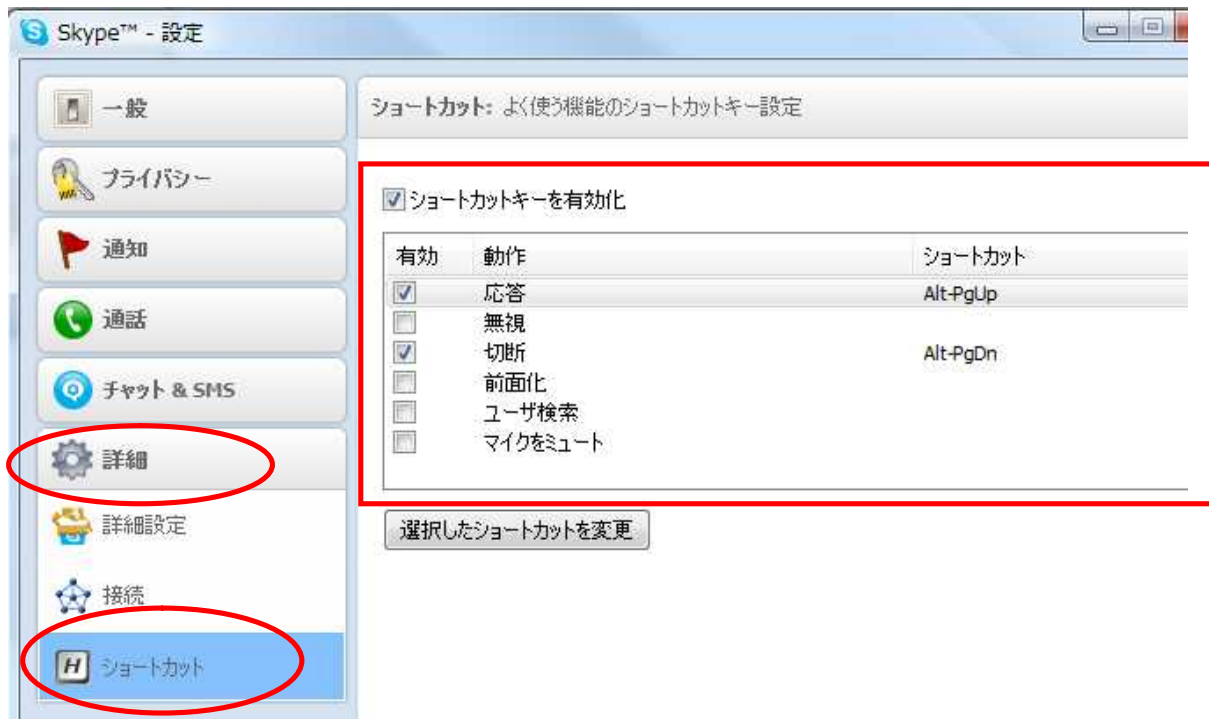 Skype™ - 設定
一般
プライバシー
通知
通話
チャット & SMS
詳細
詳細設定
接続
H ショートカット
ショートカット: よく使う機能のショートカットキー設定
ショートカットキーを有効化
有効 動作 ショートカット
応答 Alt-PgUp
無視
切断 Alt-PgDn
前面化
ユーザ検索
マイクをミュート
選択したショートカットを変更